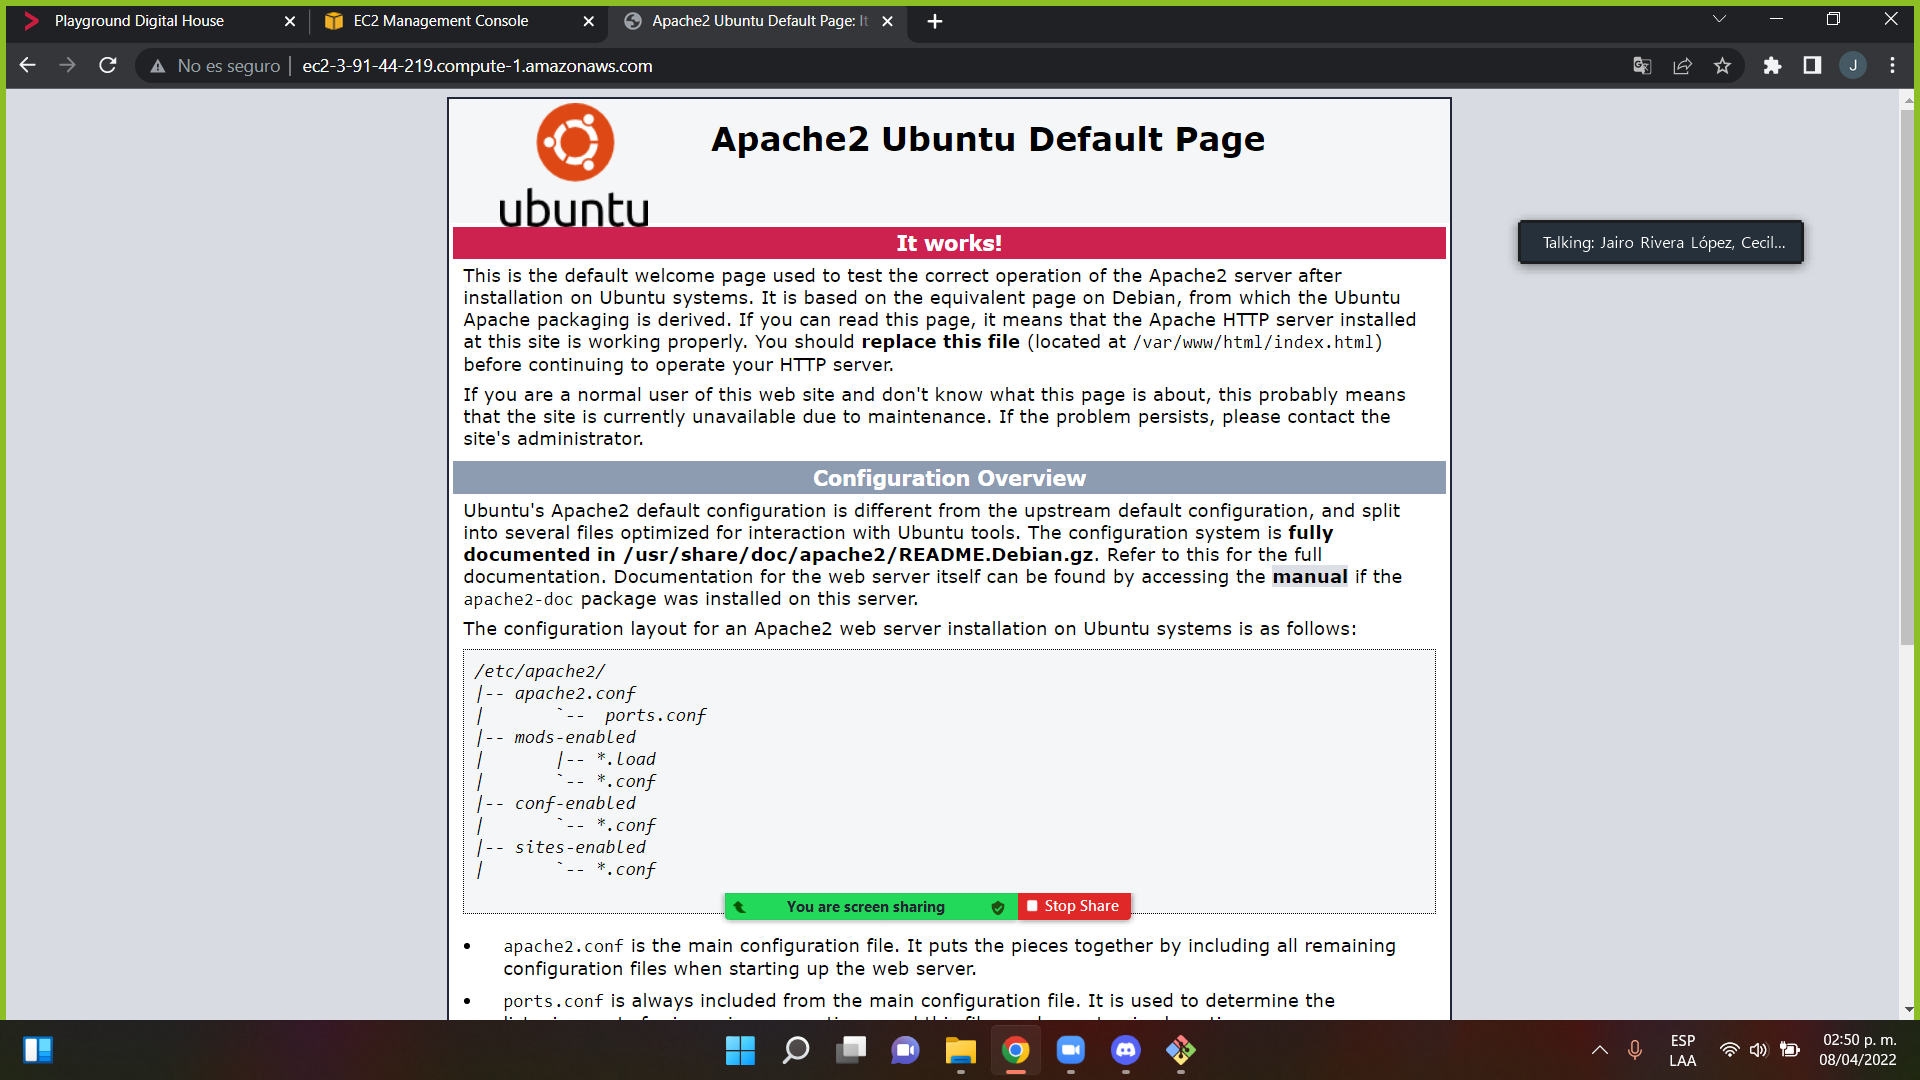 Playground Digital House
EC2 Management Console
Apache2 Ubuntu Default Page: It
No es seguro
ec2-3-91-44-219.compute-1.amazonaws.com
J
ubuntu
Apache2 Ubuntu Default Page
It works!
This is the default welcome page used to test the correct operation of the Apache2 server after
installation on Ubuntu systems. It is based on the equivalent page on Debian, from which the Ubuntu
Apache packaging is derived. If you can read this page, it means that the Apache HTTP server installed
at this site is working properly. You should replace this file (located at /var/www/html/index.html)
before continuing to operate your HTTP server.
If you are a normal user of this web site and don't know what this page is about, this probably means
that the site is currently unavailable due to maintenance. If the problem persists, please contact the
site's administrator.
Talking: Jairo Rivera López, Cecil...
Configuration Overview
Ubuntu's Apache2 default configuration is different from the upstream default configuration, and split
into several files optimized for interaction with Ubuntu tools. The configuration system is fully
documented in /usr/share/doc/apache2/README.Debian.gz. Refer to this for the full
documentation. Documentation for the web server itself can be found by accessing the manual if the
apache2-doc package was installed on this server.
The configuration layout for an Apache2 web server installation on Ubuntu systems is as follows:
/etc/apache2/
|-- apache2.conf
|       `--  ports.conf
|-- mods-enabled
|       |-- *.load
|       `-- *.conf
|-- conf-enabled
|       `-- *.conf
|-- sites-enabled
|       `-- *.conf
You are screen sharing
Stop Share
• apache2.conf is the main configuration file. It puts the pieces together by including all remaining
configuration files when starting up the web server.
• ports.conf is always included from the main configuration file. It is used to determine the
ESP
LAA
02:50 p. m.
08/04/2022